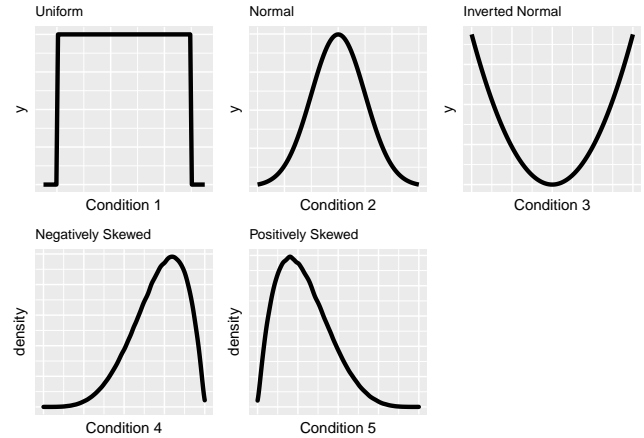 Uniform
y
Condition 1
Normal
y
Condition 2
Inverted Normal
y
Condition 3
Negatively Skewed
density
Condition 4
Positively Skewed
density
Condition 5